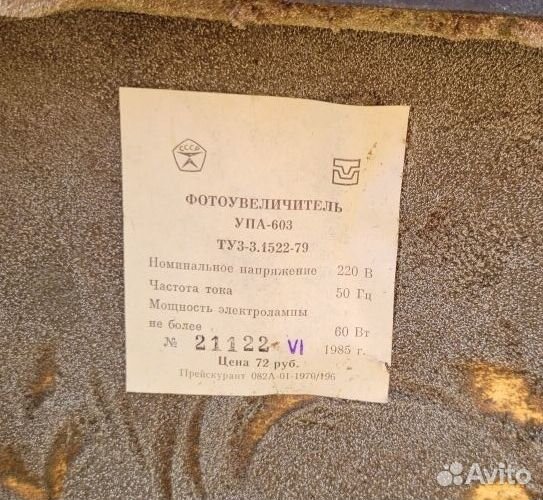 СССР
ФОТОУВЕЛИЧИТЕЛЬ
УПА-603
ТУ3-3.1522-79
Номинальное напряжение 220 В
Частота тока 50 Гц
Мощность электролампы
не более 60 Вт
№ 21122 VI 1985 г.
Цена 72 руб.
Прейскурант 082А-01-1970/196
Avito